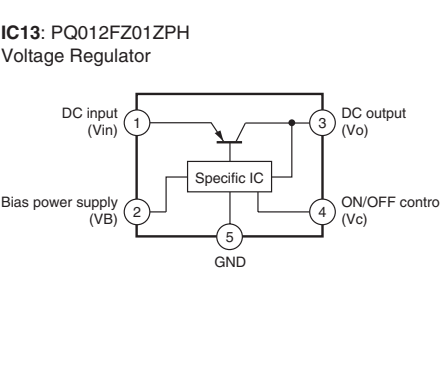 IC13: PQ012FZ01ZPH
Voltage Regulator
DC input
(Vin)
1
3
DC output
(Vo)
Specific IC
Bias power supply
(VB)
2
4
ON/OFF contro
(Vc)
5
GND